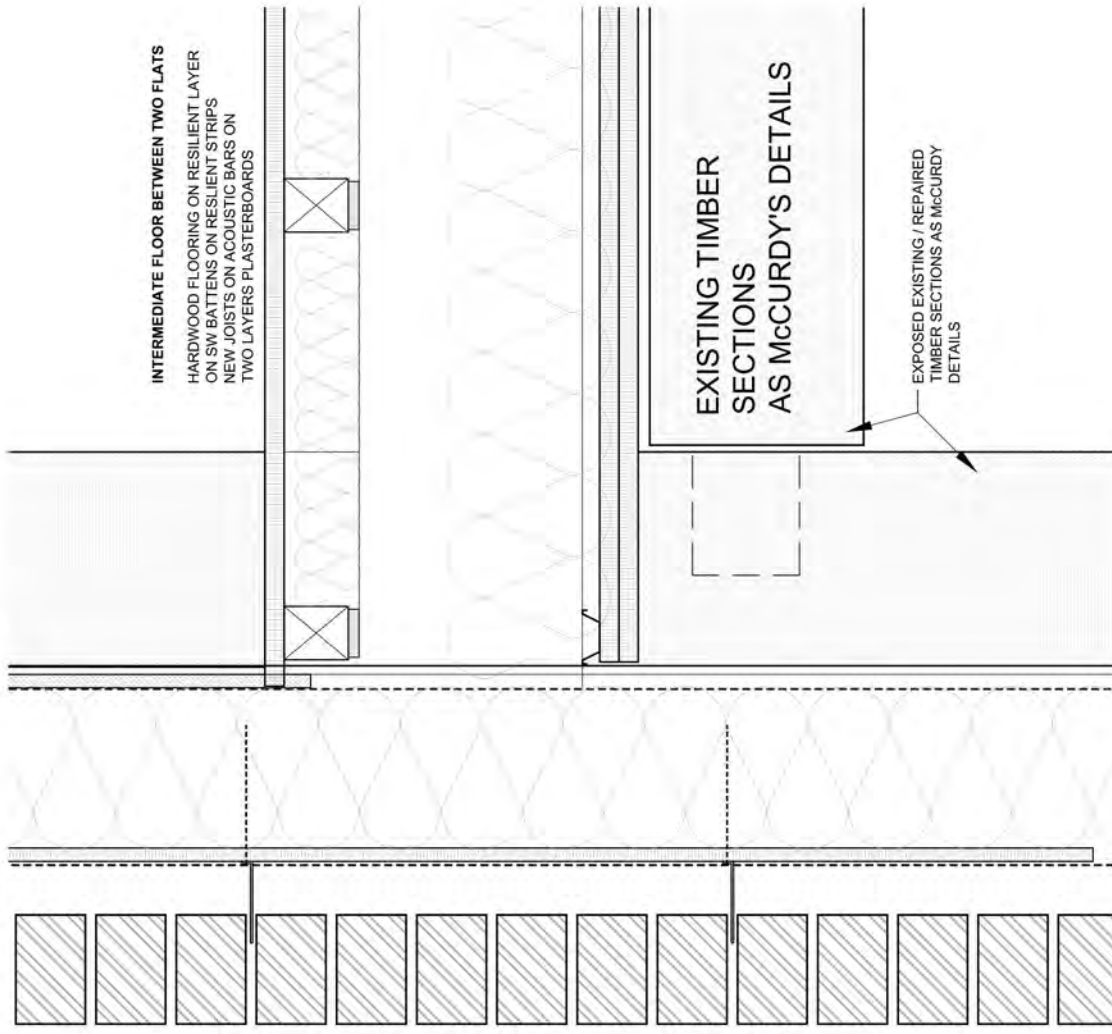 INTERMEDIATE FLOOR BETWEEN TWO FLATS
HARDWOOD FLOORING ON RESILIENT LAYER
ON SW BATTENS ON RESLIENT STRIPS
NEW JOISTS ON ACOUSTIC BARS ON
TWO LAYERS PLASTERBOARDS
EXISTING TIMBER
SECTIONS
AS McCURDY'S DETAILS
EXPOSED EXISTING / REPAIRED
TIMBER SECTIONS AS McCURDY
DETAILS